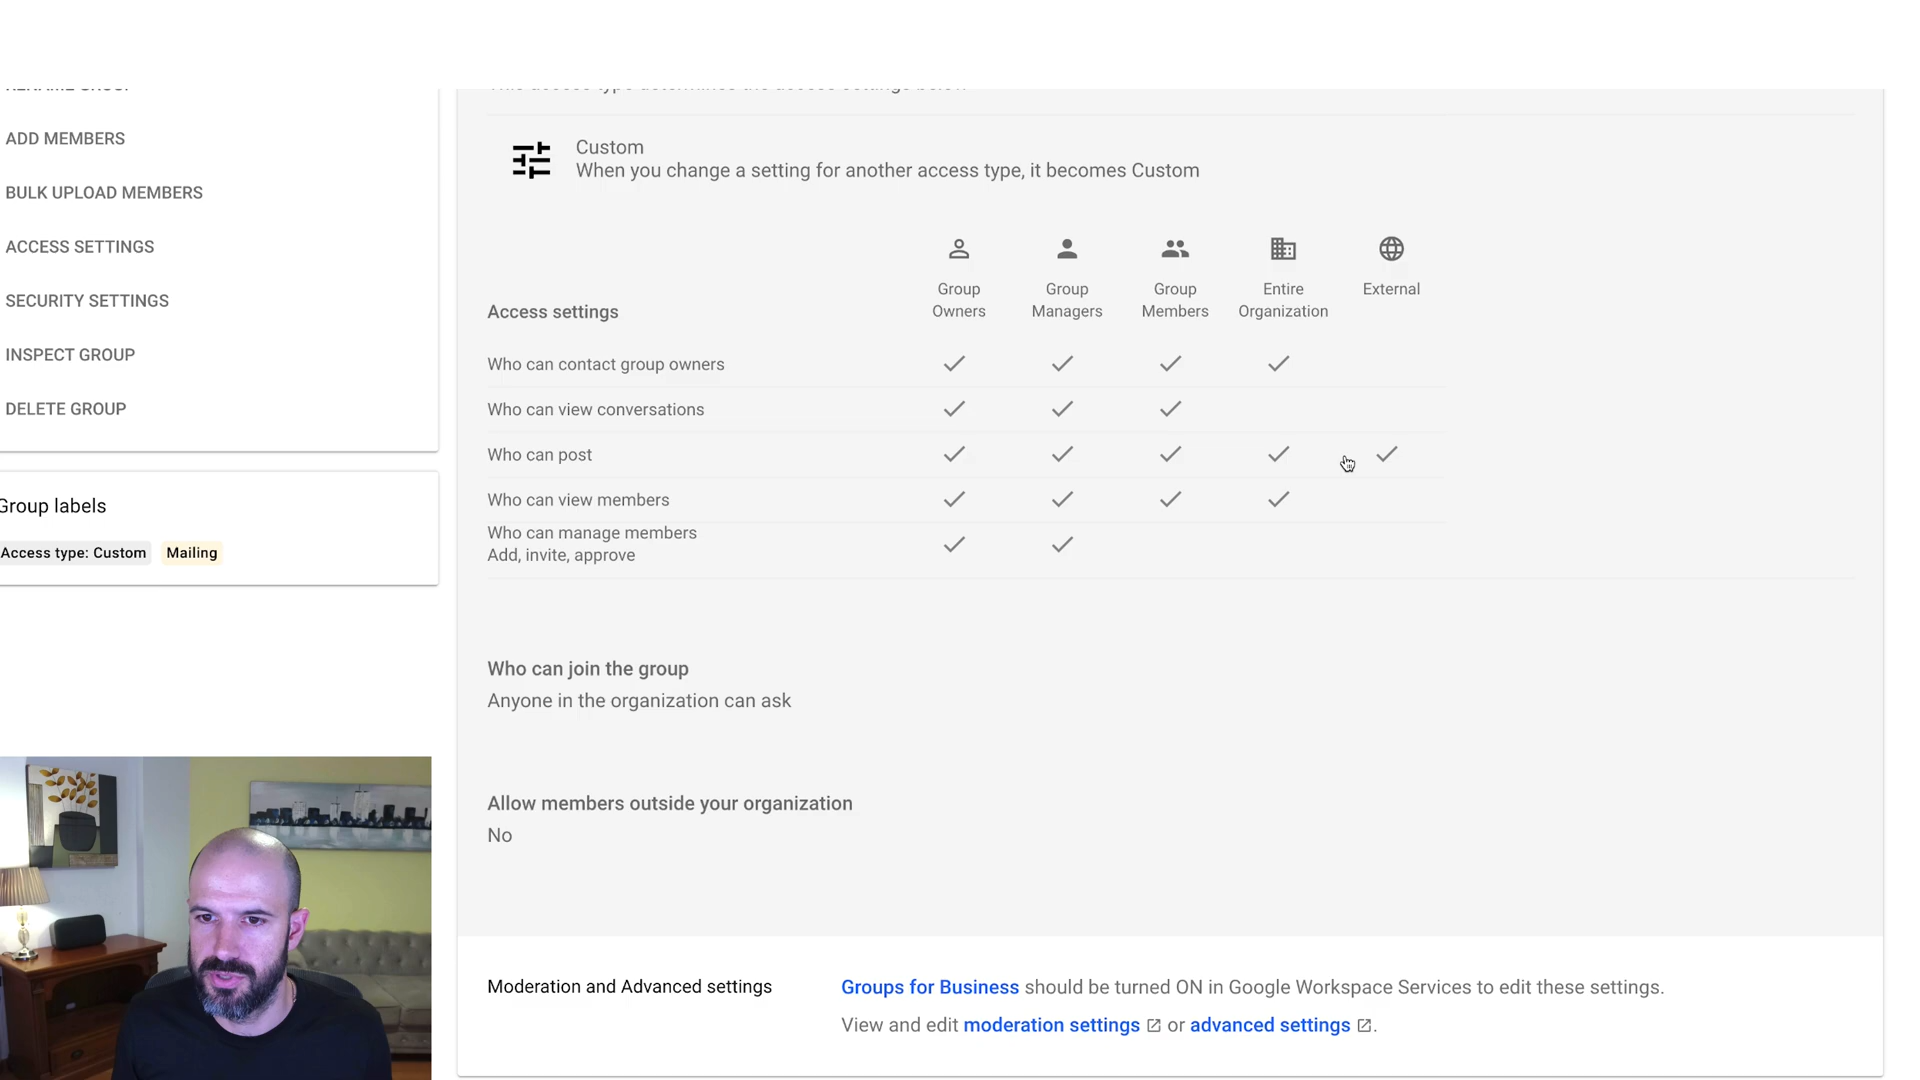 ADD MEMBERS
BULK UPLOAD MEMBERS
ACCESS SETTINGS
SECURITY SETTINGS
INSPECT GROUP
DELETE GROUP
Group labels
Access type: Custom Mailing
Custom
When you change a setting for another access type, it becomes Custom
Access settings
Group Owners
Group Managers
Group Members
Entire Organization
External
Who can contact group owners
Who can view conversations
Who can post
Who can view members
Who can manage members
Add, invite, approve
Who can join the group
Anyone in the organization can ask
Allow members outside your organization
No
Moderation and Advanced settings
Groups for Business should be turned ON in Google Workspace Services to edit these settings.
View and edit moderation settings or advanced settings .